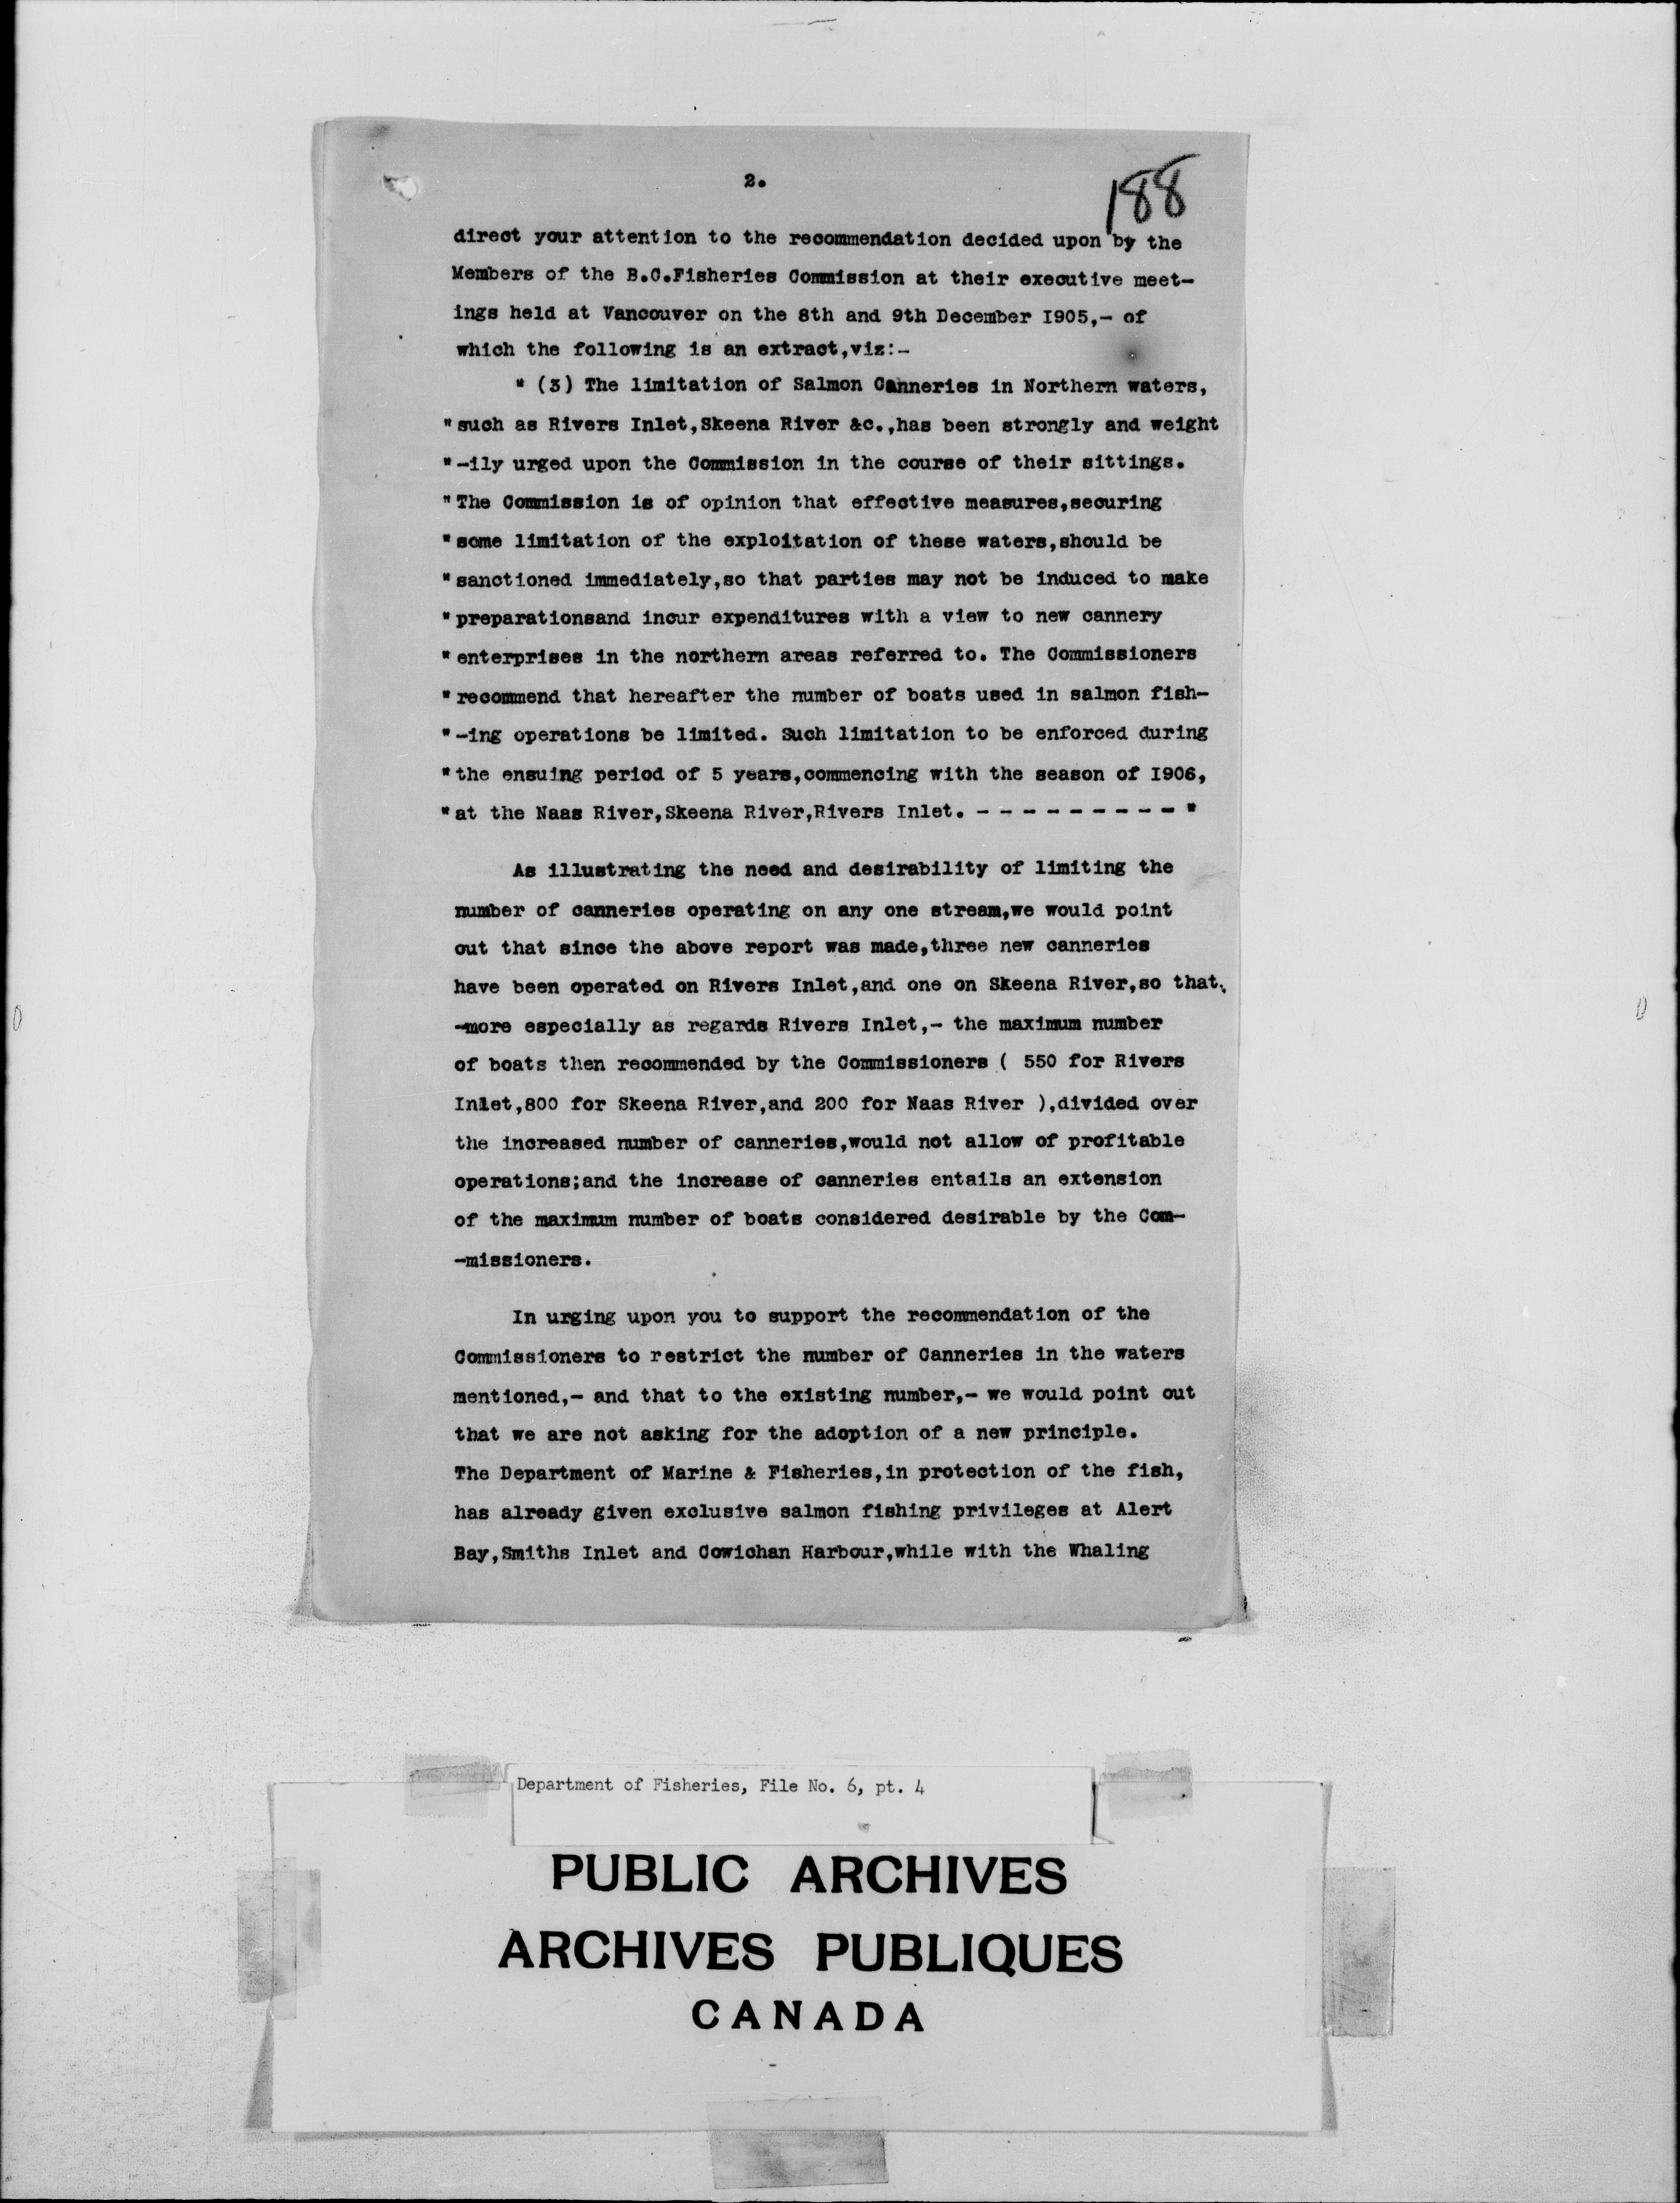 2.
188
direct your attention to the recommendation decided upon by the
Members of the B.C.Fisheries Commission at their executive meet-
ings held at Vancouver on the 8th and 9th December I905,- of
which the following is an extract,viz:-
" (3) The limitation of Salmon Canneries in Northern waters,
"such as Rivers Inlet,Skeena River &c.,has been strongly and weight
"-ily urged upon the Commission in the course of their sittings.
"The Commission is of opinion that effective measures,securing
"some limitation of the exploitation of these waters,should be
"sanctioned immediately,so that parties may not be induced to make
"preparationsand incur expenditures with a view to new cannery
"enterprises in the northern areas referred to. The Commissioners
"recommend that hereafter the number of boats used in salmon fish-
"-ing operations be limited. Such limitation to be enforced during
"the ensuing period of 5 years,commencing with the season of I906,
"at the Naas River,Skeena River,Rivers Inlet. - - - - - - - - - "
As illustrating the need and desirability of limiting the
number of canneries operating on any one stream,we would point
out that since the above report was made,three new canneries
have been operated on Rivers Inlet,and one on Skeena River,so that,
-more especially as regards Rivers Inlet,- the maximum number
of boats then recommended by the Commissioners ( 550 for Rivers
Inlet,800 for Skeena River,and 200 for Naas River ),divided over
the increased number of canneries,would not allow of profitable
operations;and the increase of canneries entails an extension
of the maximum number of boats considered desirable by the Com-
-missioners.
In urging upon you to support the recommendation of the
Commissioners to restrict the number of Canneries in the waters
mentioned,- and that to the existing number,- we would point out
that we are not asking for the adoption of a new principle.
The Department of Marine & Fisheries,in protection of the fish,
has already given exclusive salmon fishing privileges at Alert
Bay,Smiths Inlet and Cowichan Harbour,while with the Whaling
Department of Fisheries, File No. 6, pt. 4
PUBLIC ARCHIVES
ARCHIVES PUBLIQUES
CANADA